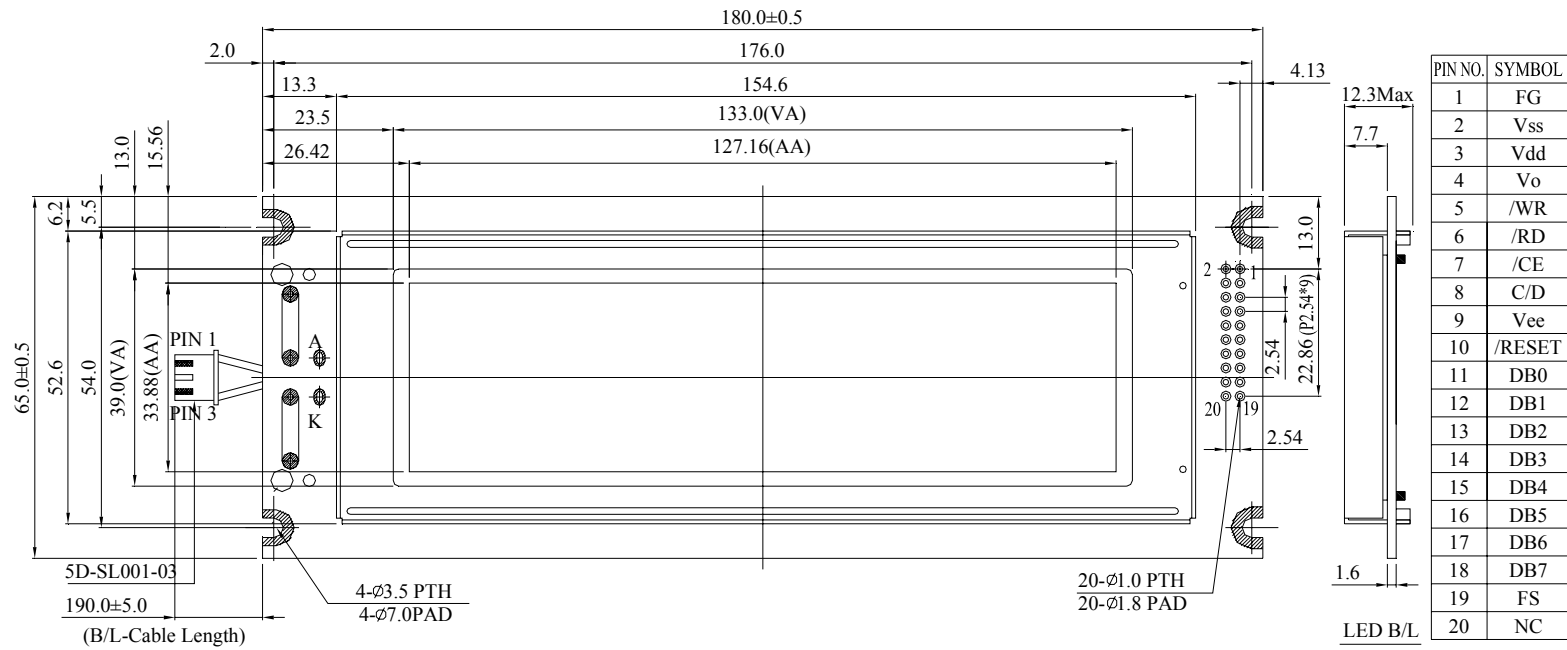 180.0±0.5
2.0
176.0
4.13
13.3
154.6
12.3Max
23.5
133.0(VA)
7.7
26.42
127.16(AA)
13.0
15.56
6.2
5.5
13.0
2
1
65.0±0.5
52.6
54.0
39.0(VA)
33.88(AA)
PIN 1
A
PIN 3
K
2.54
22.86 (P2.54*9)
20
19
2.54
5D-SL001-03
190.0±5.0
(B/L-Cable Length)
4-Ø3.5 PTH
4-Ø7.0PAD
20-Ø1.0 PTH
20-Ø1.8 PAD
1.6
LED B/L
PIN NO. SYMBOL
1 FG
2 Vss
3 Vdd
4 Vo
5 /WR
6 /RD
7 /CE
8 C/D
9 Vee
10 /RESET
11 DB0
12 DB1
13 DB2
14 DB3
15 DB4
16 DB5
17 DB6
18 DB7
19 FS
20 NC